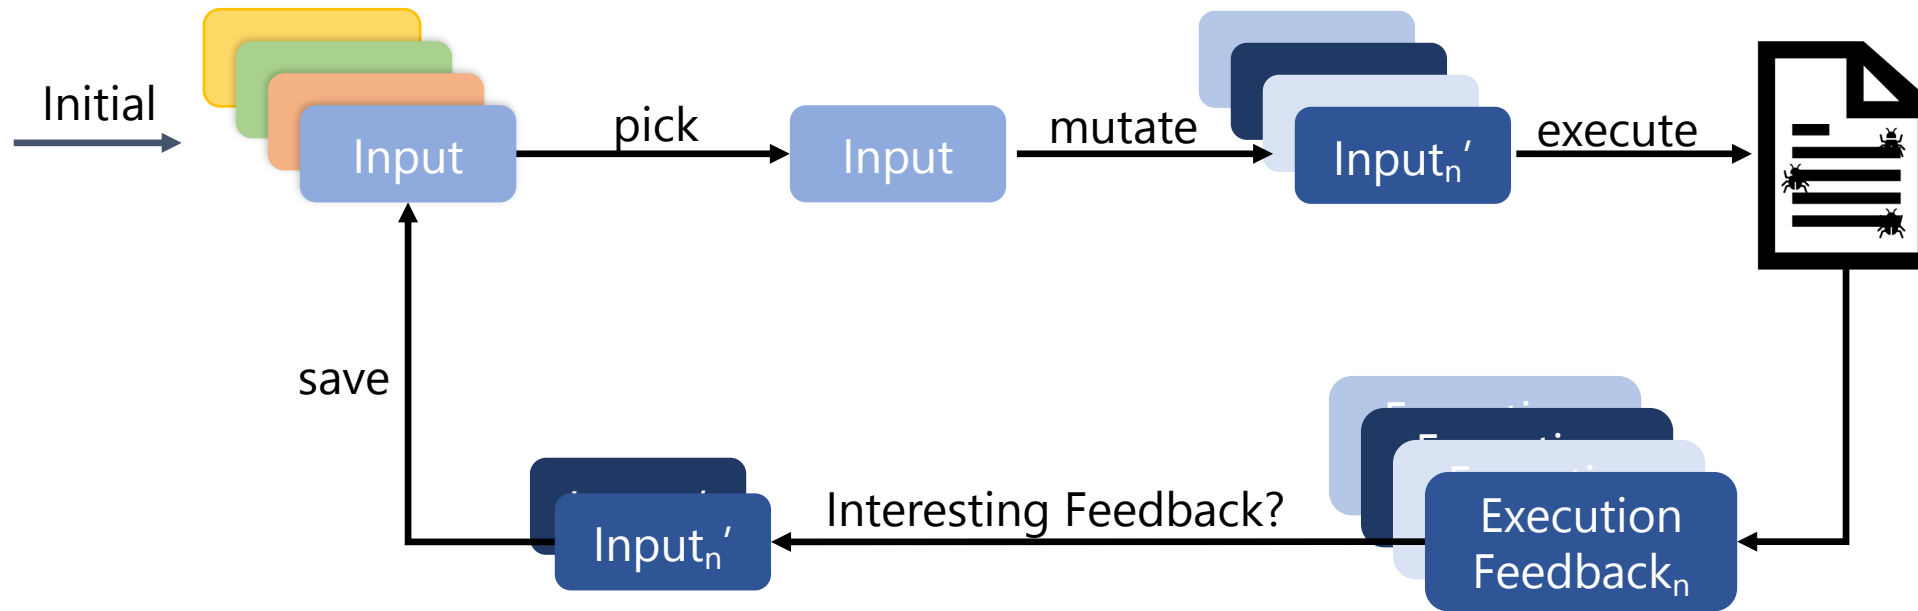 Initial
Input
pick
Input
mutate
Inputₙ′
execute
save
Inputₙ′
Interesting Feedback?
Execution
Feedbackₙ